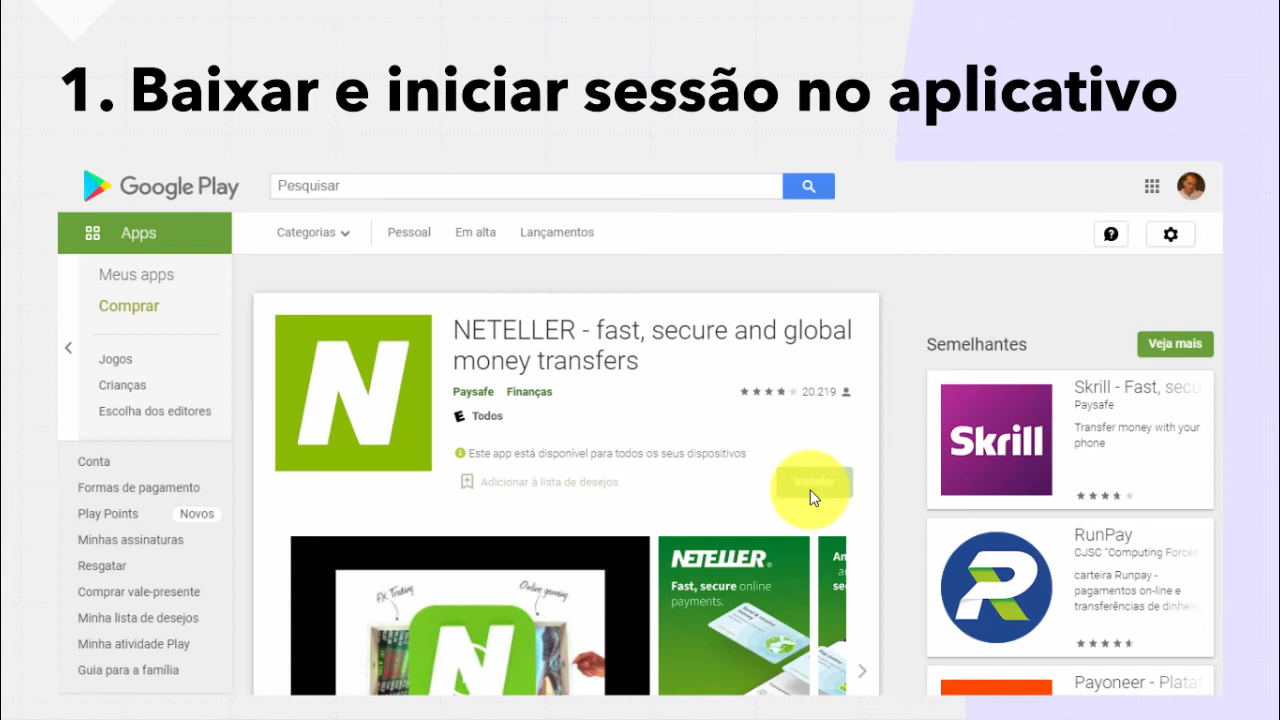 1. Baixar e iniciar sessão no aplicativo
Google Play
Pesquisar
Apps
Categorias
Pessoal
Em alta
Lançamentos
Meus apps
Comprar
Jogos
Crianças
Escolha dos editores
Conta
Formas de pagamento
Play Points
Novos
Minhas assinaturas
Resgatar
Comprar vale-presente
Minha lista de desejos
Minha atividade Play
Guia para a família
NETELLER - fast, secure and global
money transfers
Paysafe Finanças
20.219
Todos
Este app está disponível para todos os seus dispositivos
Adicionar à lista de desejos
Instalar
FX Trading
Online gaming
N
NETELLER
Fast, secure online
payments.
Send & receive
money
Semelhantes
Veja mais
Skrill
Skrill - Fast, secu
Paysafe
Transfer money with your
phone
RunPay
CJSC "Computing Forces
carteira Runpay -
pagamentos on-line e
transferências de dinhei
Payoneer - Plata